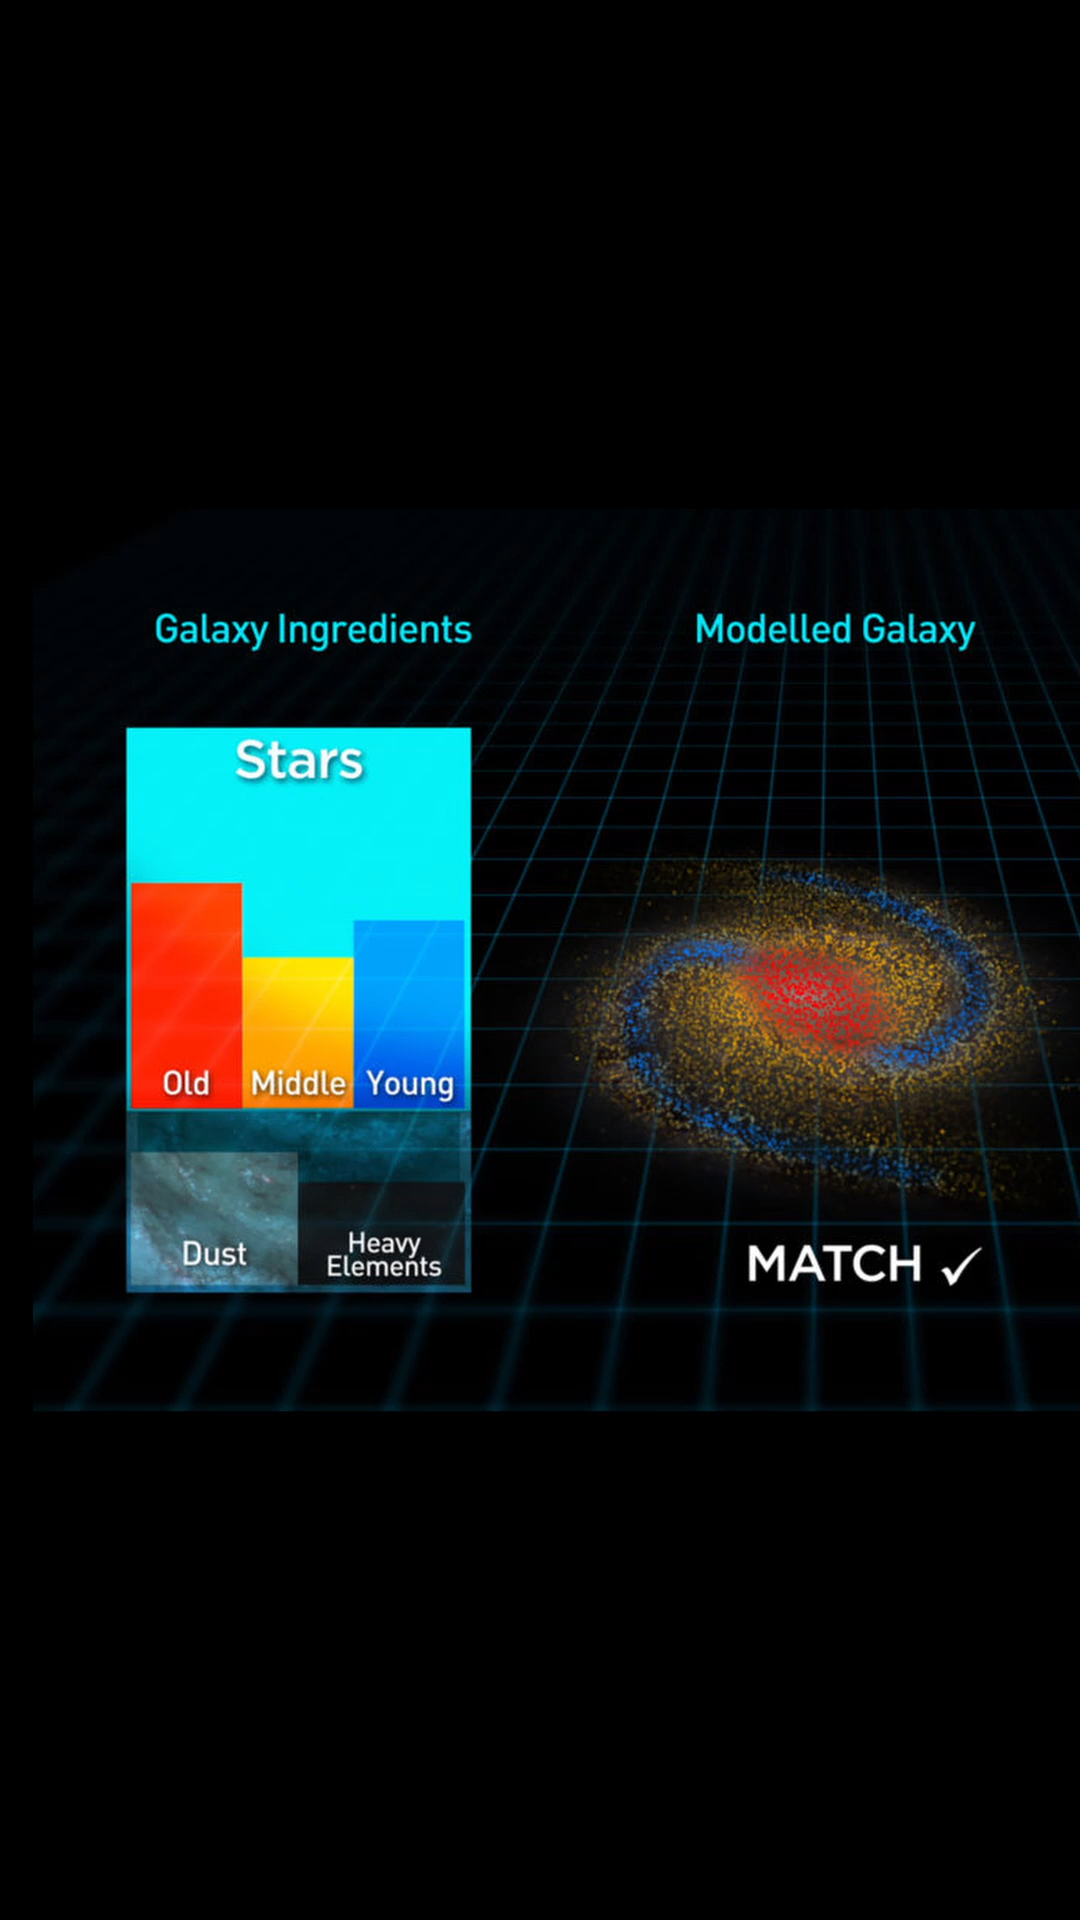 Galaxy Ingredients
Modelled Galaxy
Stars
Old
Middle
Young
Dust
Heavy
Elements
MATCH ✓